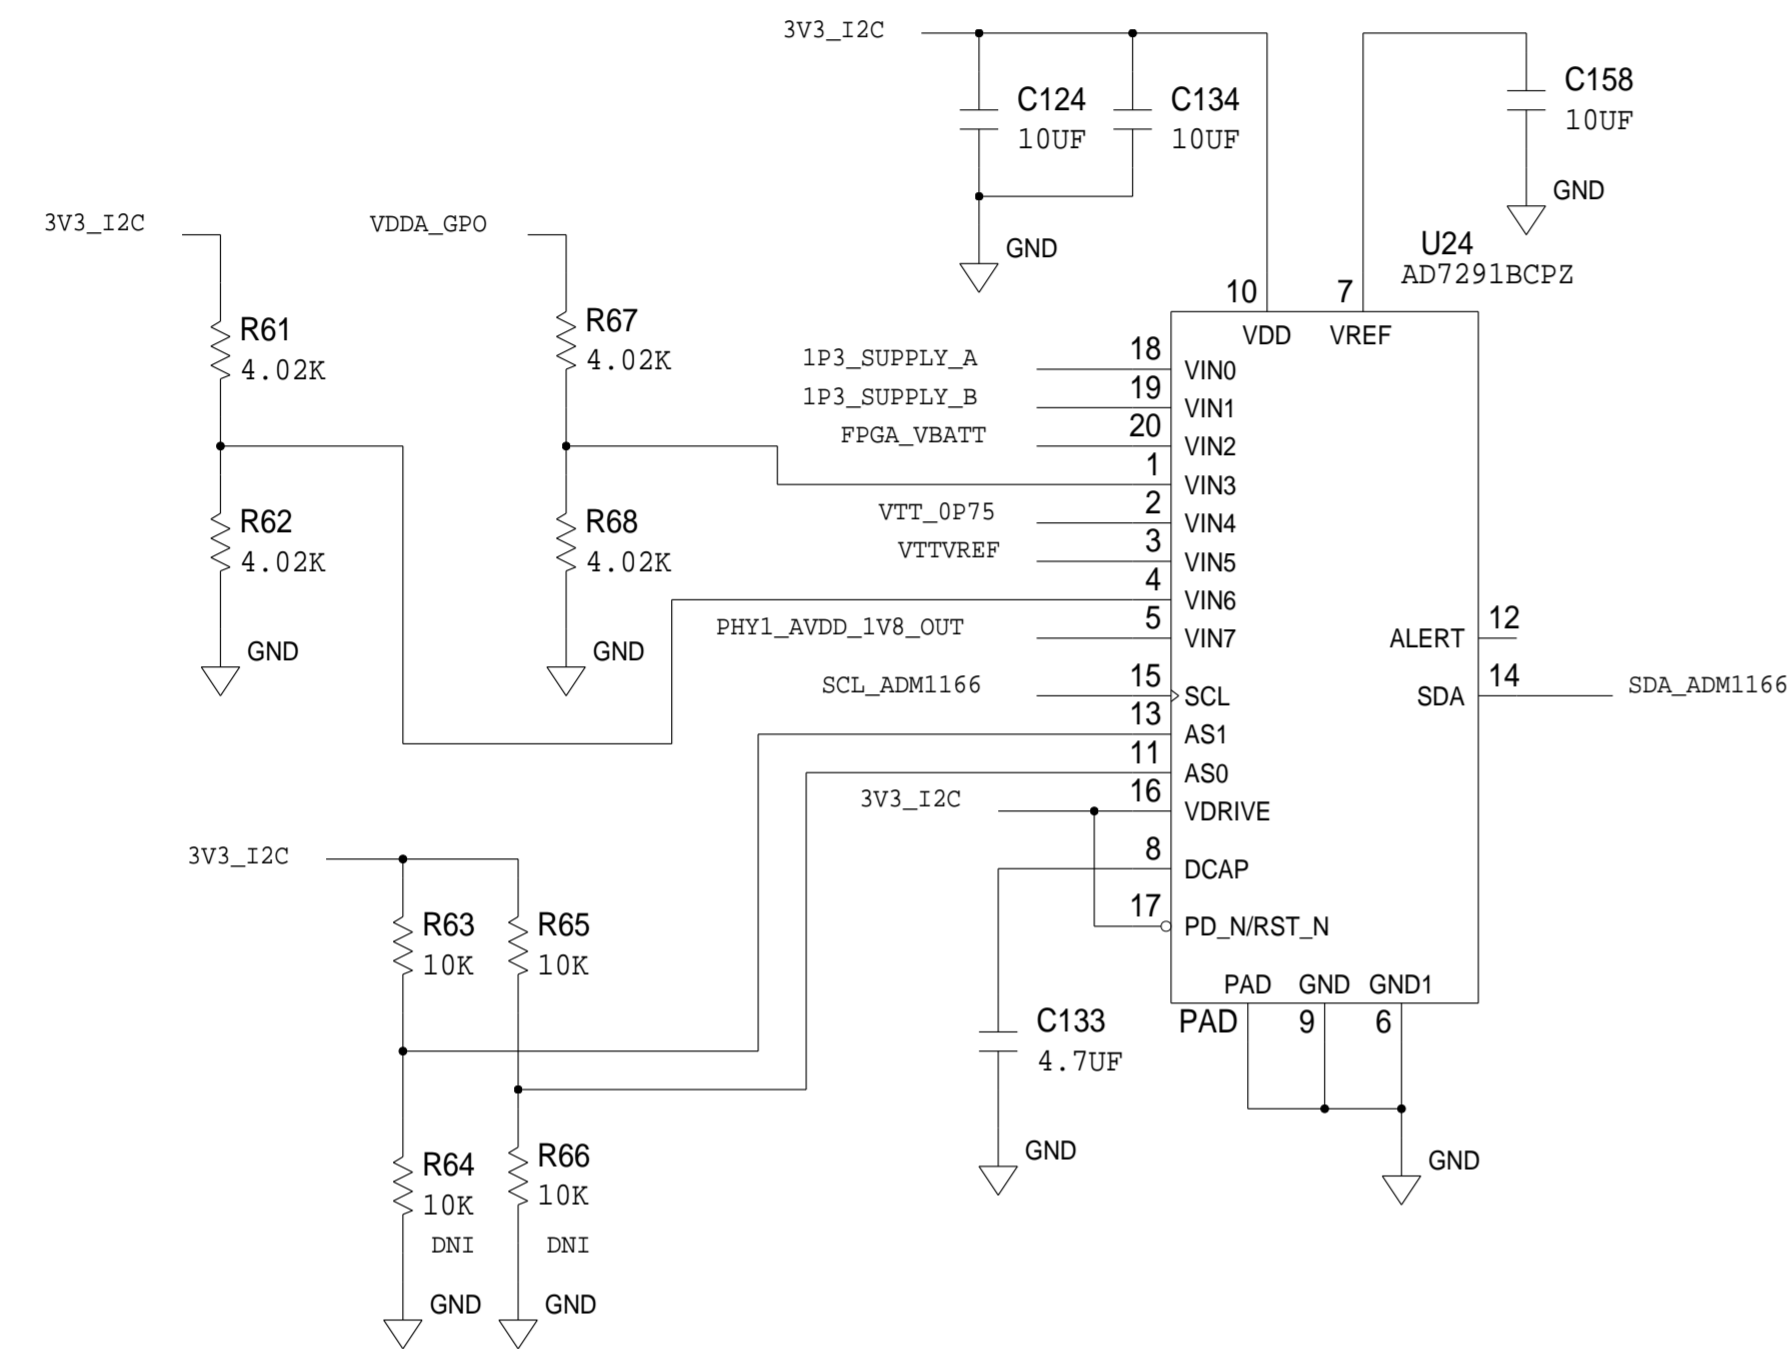 3V3_I2C
C124
10UF
C134
10UF
C158
10UF
GND
GND
3V3_I2C
VDDA_GPO
U24
AD7291BCPZ
10
7
VDD
VREF
R61
4.02K
R67
4.02K
1P3_SUPPLY_A
18
VIN0
1P3_SUPPLY_B
19
VIN1
FPGA_VBATT
20
VIN2
1
VIN3
R62
4.02K
R68
4.02K
VTT_0P75
2
VIN4
VTTVREF
3
VIN5
4
VIN6
GND
GND
PHY1_AVDD_1V8_OUT
5
VIN7
ALERT
12
SCL_ADM1166
15
SCL
SDA
14
SDA_ADM1166
13
AS1
11
AS0
3V3_I2C
16
VDRIVE
3V3_I2C
8
DCAP
17
PD_N/RST_N
R63
10K
R65
10K
PAD
GND
GND1
PAD
9
6
C133
4.7UF
GND
GND
R64
10K
DNI
R66
10K
DNI
GND
GND